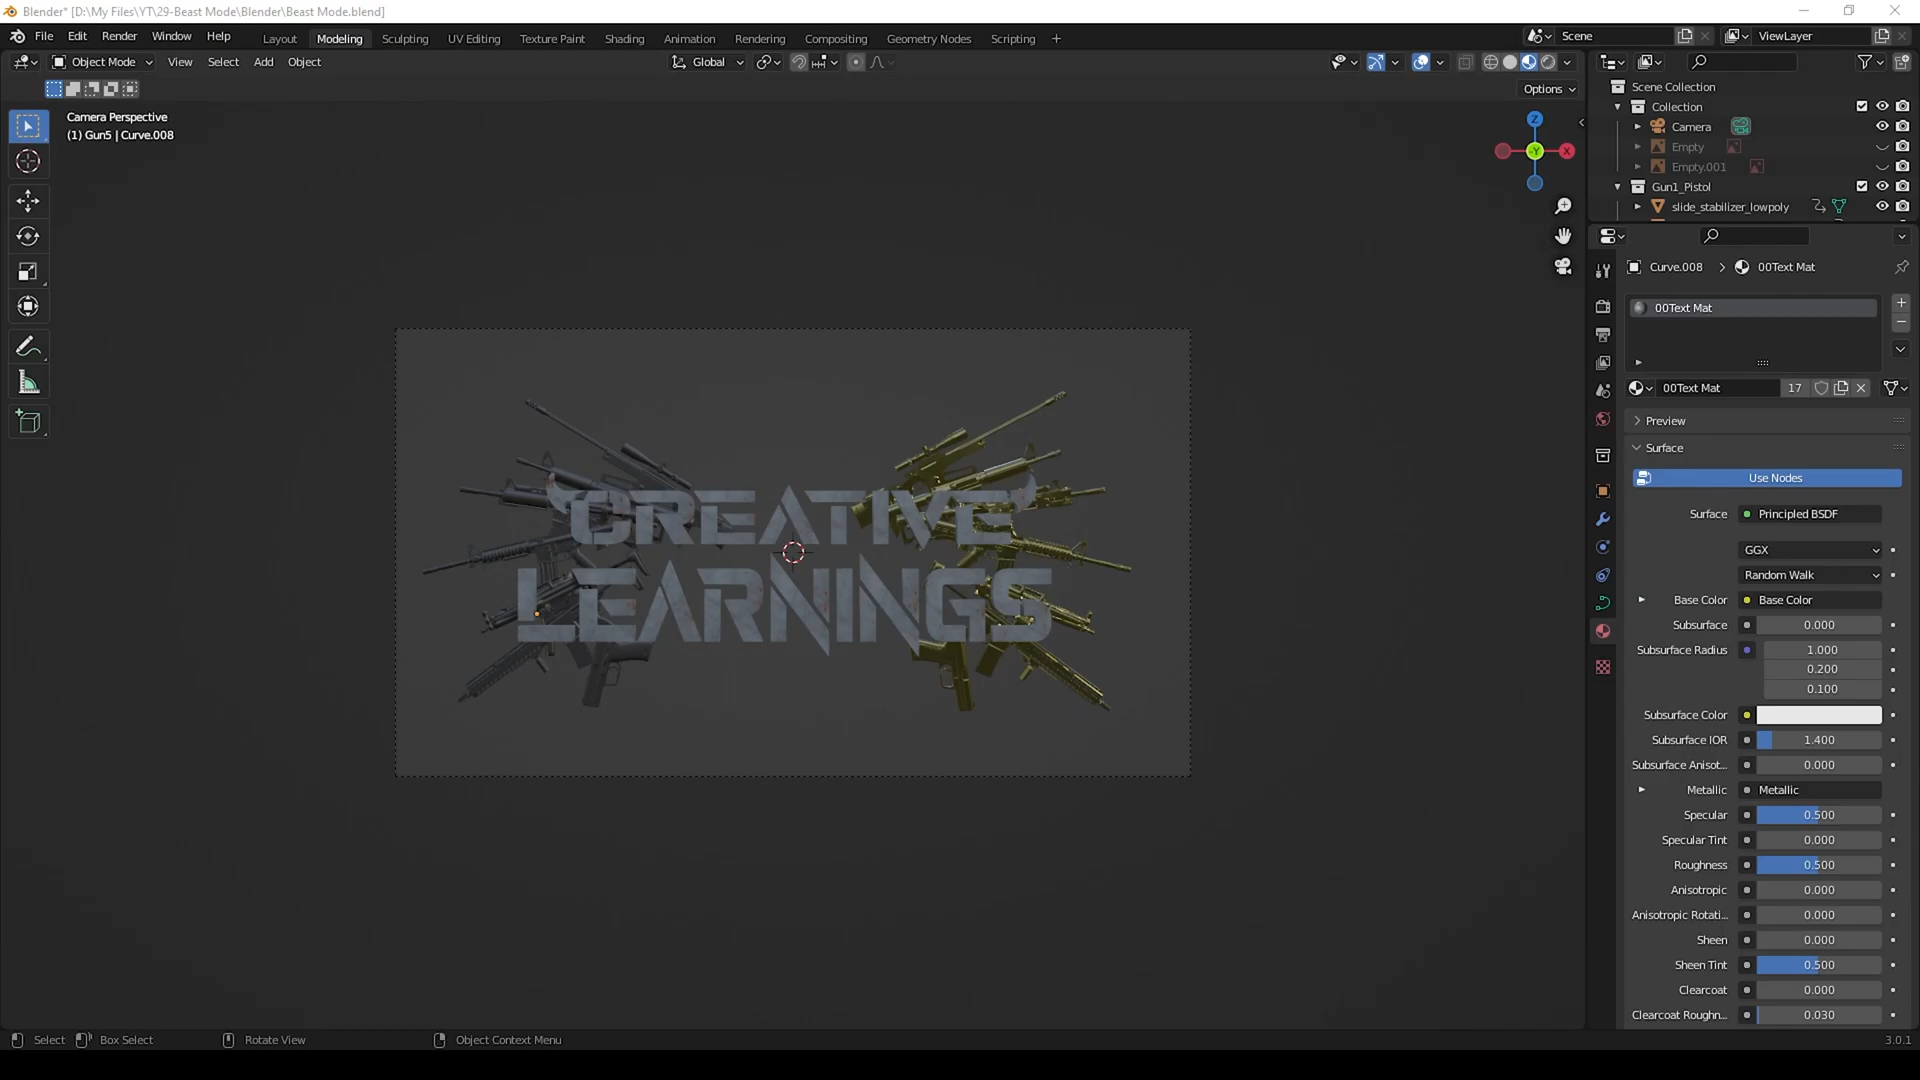 Blender* [D:\My Files\YT\29-Beast Mode\Blender\Beast Mode.blend]
File Edit Render Window Help
Layout Modeling Sculpting UV Editing Texture Paint Shading Animation Rendering Compositing Geometry Nodes Scripting +
Scene
ViewLayer
Object Mode View Select Add Object
Global
Options
Camera Perspective
(1) Gun5 | Curve.008
Z
-Y
X
CREATIVE
LEARNINGS
Scene Collection
Collection
Camera
Empty
Empty.001
Gun1_Pistol
slide_stabilizer_lowpoly
Curve.008 > 00Text Mat
00Text Mat
00Text Mat 17
Preview
Surface
Use Nodes
Surface Principled BSDF
GGX
Random Walk
Base Color Base Color
Subsurface 0.000
Subsurface Radius 1.000
0.200
0.100
Subsurface Color
Subsurface IOR 1.400
Subsurface Anisot... 0.000
Metallic Metallic
Specular 0.500
Specular Tint 0.000
Roughness 0.500
Anisotropic 0.000
Anisotropic Rotati... 0.000
Sheen 0.000
Sheen Tint 0.500
Clearcoat 0.000
Clearcoat Roughn... 0.030
Select Box Select Rotate View Object Context Menu
3.0.1